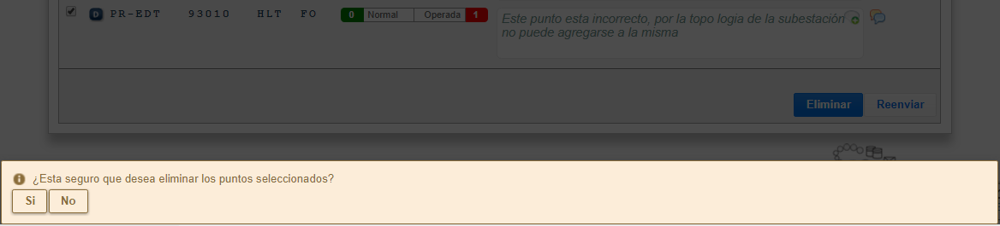 D PR-EDT 93010 HLT FO 0 Normal Operada 1
Este punto esta incorrecto, por la topo logia de la subestación
no puede agregarse a la misma
Eliminar Reenviar
¿Esta seguro que desea eliminar los puntos seleccionados?
Si No